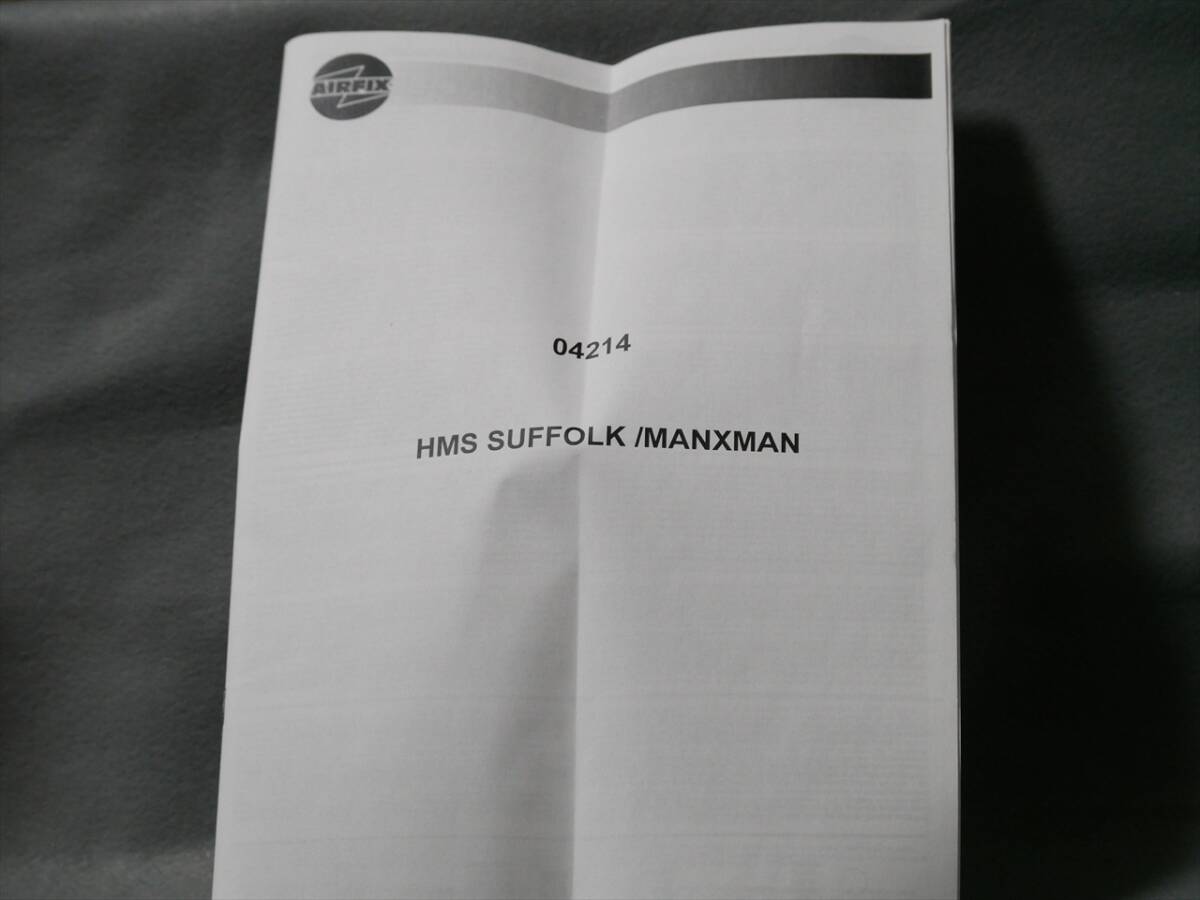 AIRFIX
04214
HMS SUFFOLK /MANXMAN